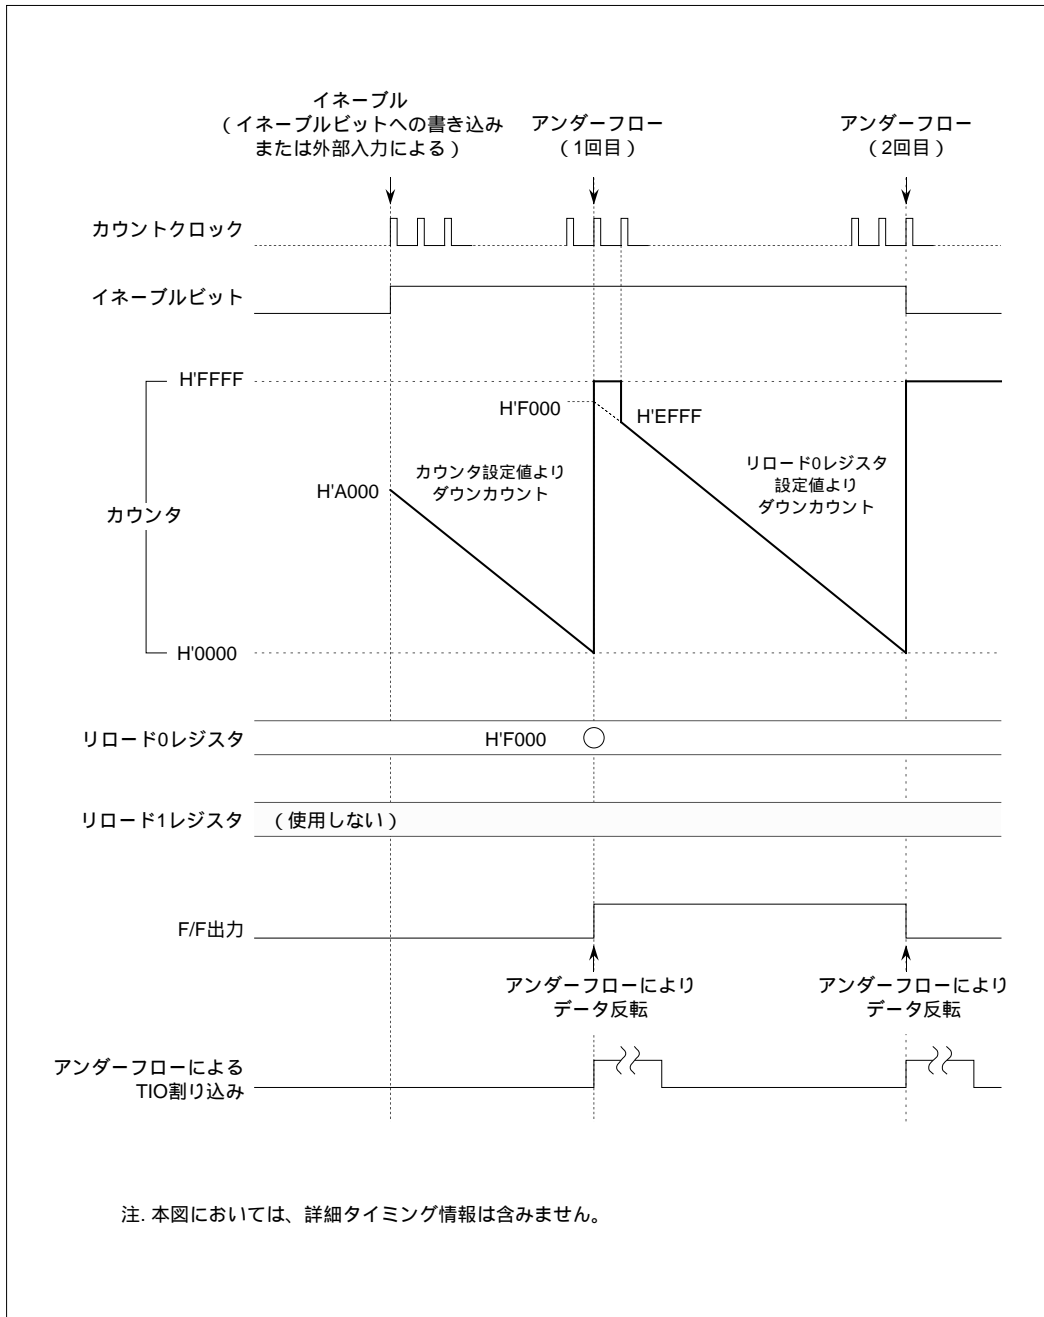 イネーブル
(イネーブルビットへの書き込み
または外部入力による)
アンダーフロー
(1回目)
アンダーフロー
(2回目)
カウントクロック
イネーブルビット
H'FFFF
H'F000
H'EFFF
カウンタ設定値より
ダウンカウント
リロード0レジスタ
設定値より
ダウンカウント
H'A000
カウンタ
H'0000
リロード0レジスタ
H'F000
リロード1レジスタ
(使用しない)
F/F出力
アンダーフローにより
データ反転
アンダーフローにより
データ反転
アンダーフローによる
TIO割り込み
注. 本図においては、詳細タイミング情報は含みません。